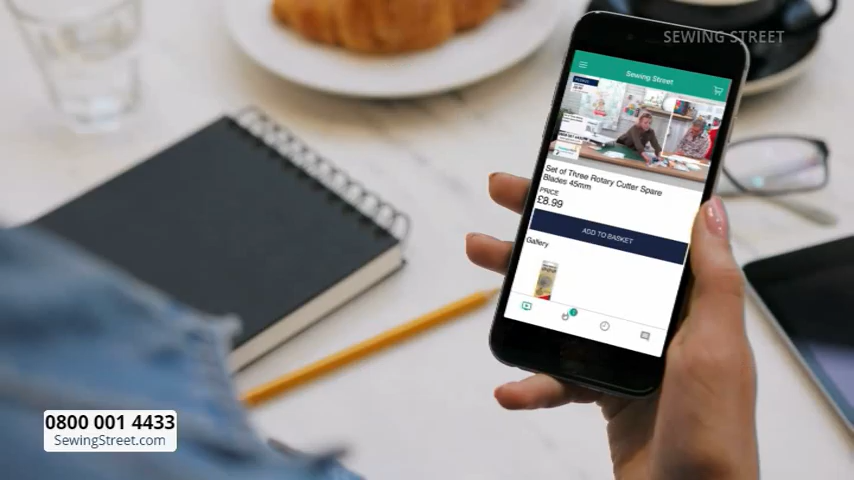 SEWING STREET
Sewing Street
Set of Three Rotary Cutter Spare
Blades 45mm
PRICE
£8.99
ADD TO BASKET
Gallery
0800 001 4433
SewingStreet.com